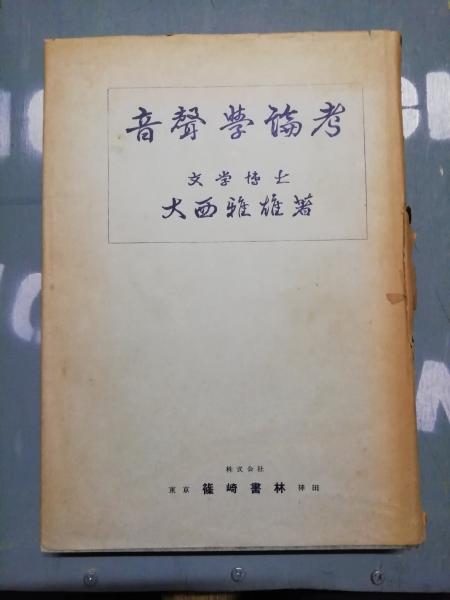 音聲學論考
文学博士
大西雅雄著
株式会社
東京 篠崎書林 神田